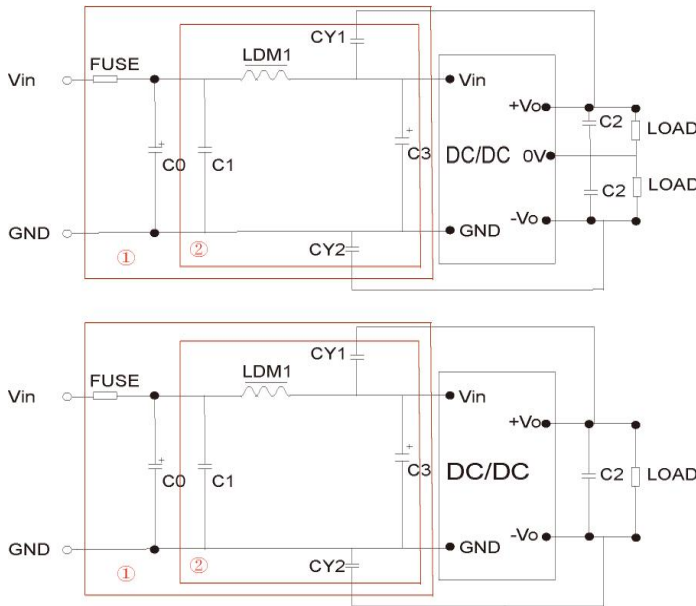 CY1
LDM1
FUSE
Vin
Vin
+Vo
C2
LOAD
C0
C1
C3
DC/DC
0V
C2
LOAD
-Vo
GND
GND
①
②
CY2
CY1
LDM1
FUSE
Vin
Vin
+Vo
C0
C1
C3
DC/DC
C2
LOAD
-Vo
GND
GND
①
②
CY2